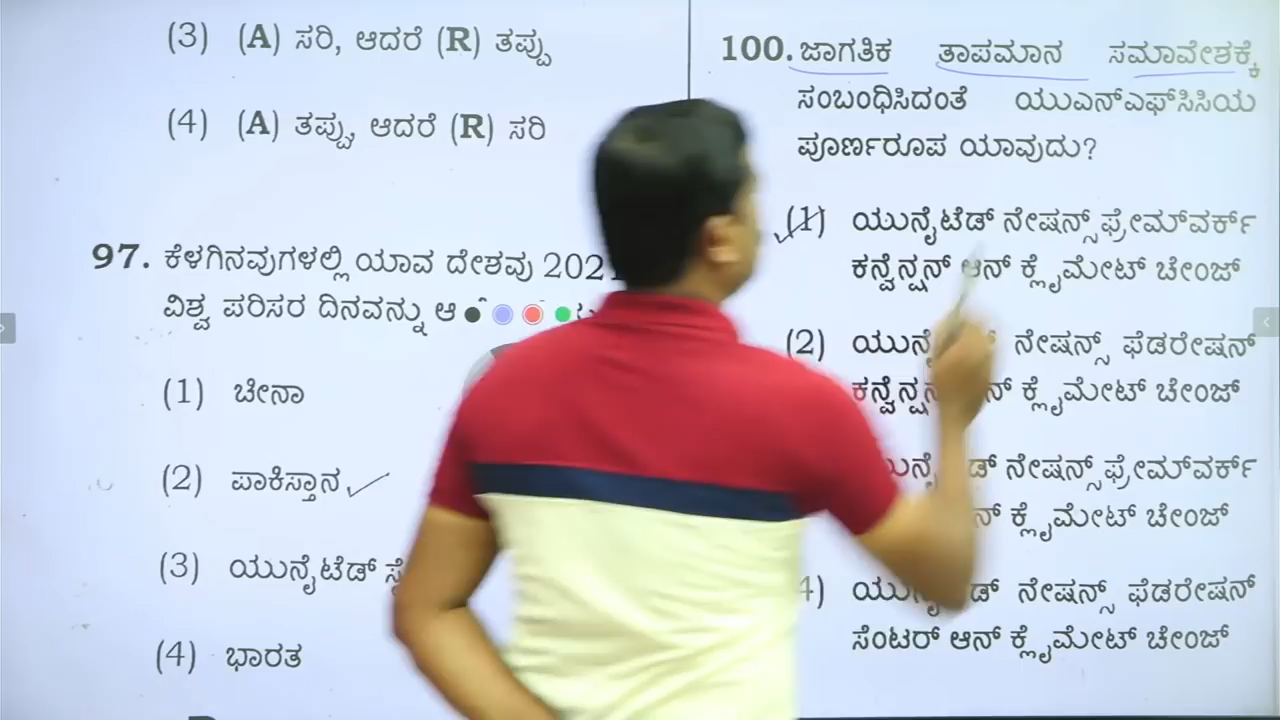 (3) (A) ಸರಿ, ಆದರೆ (R) ತಪ್ಪು
(4) (A) ತಪ್ಪು, ಆದರೆ (R) ಸರಿ
97. ಕೆಳಗಿನವುಗಳಲ್ಲಿ ಯಾವ ದೇಶವು
ವಿಶ್ವ ಪರಿಸರ ದಿನವನ್ನು
(1) ಚೀನಾ
(2) ಪಾಕಿಸ್ತಾನ
(3) ಯುನೈಟೆಡ್
(4) ಭಾರತ
100. ಜಾಗತಿಕ ತಾಪಮಾನ ಸಮಾವೇಶಕ್ಕೆ
ಸಂಬಂಧಿಸಿದಂತೆ ಯುಎನ್‌ಎಫ್‌ಸಿಸಿಯ
ಪೂರ್ಣರೂಪ ಯಾವುದು?
(1) ಯುನೈಟೆಡ್ ನೇಷನ್ಸ್ ಫ್ರೇಮ್‌ವರ್ಕ್
ಕನ್ವೆನ್ಷನ್ ಆನ್ ಕ್ಲೈಮೇಟ್ ಚೇಂಜ್
(2) ನೇಷನ್ಸ್ ಫೆಡರೇಷನ್
ಕ್ಲೈಮೇಟ್ ಚೇಂಜ್
ನೇಷನ್ಸ್ ಫ್ರೇಮ್‌ವರ್ಕ್
ಕ್ಲೈಮೇಟ್ ಚೇಂಜ್
ನೇಷನ್ಸ್ ಫೆಡರೇಷನ್
ಸೆಂಟರ್ ಆನ್ ಕ್ಲೈಮೇಟ್ ಚೇಂಜ್